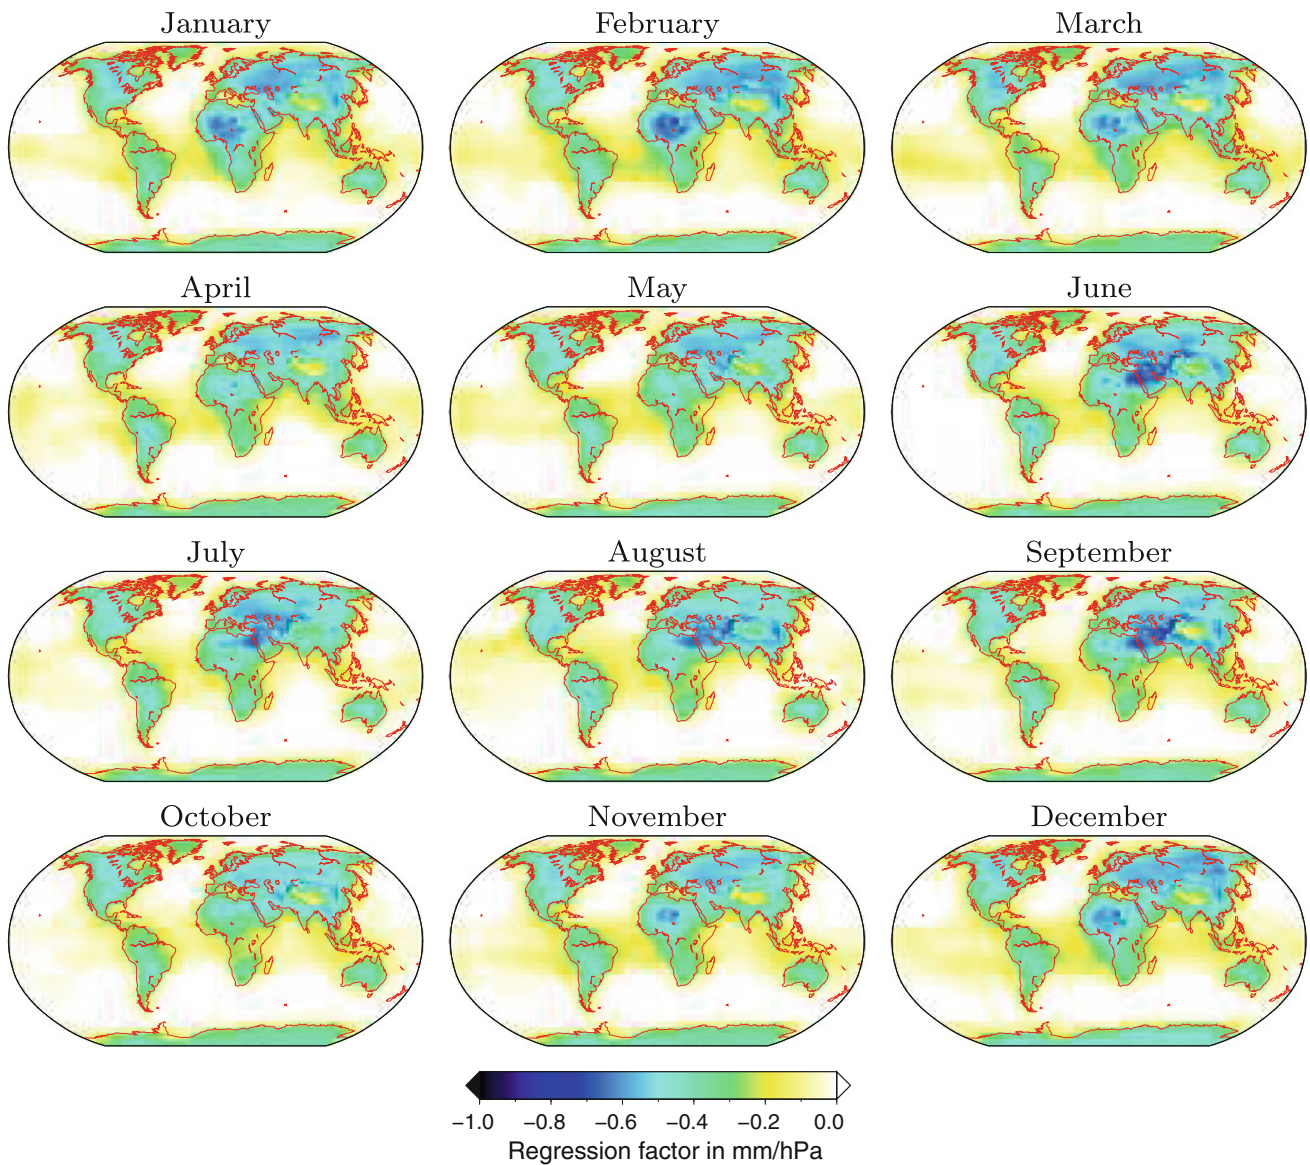 January
February
March
April
May
June
July
August
September
October
November
December
−1.0 −0.8 −0.6 −0.4 −0.2 0.0
Regression factor in mm/hPa